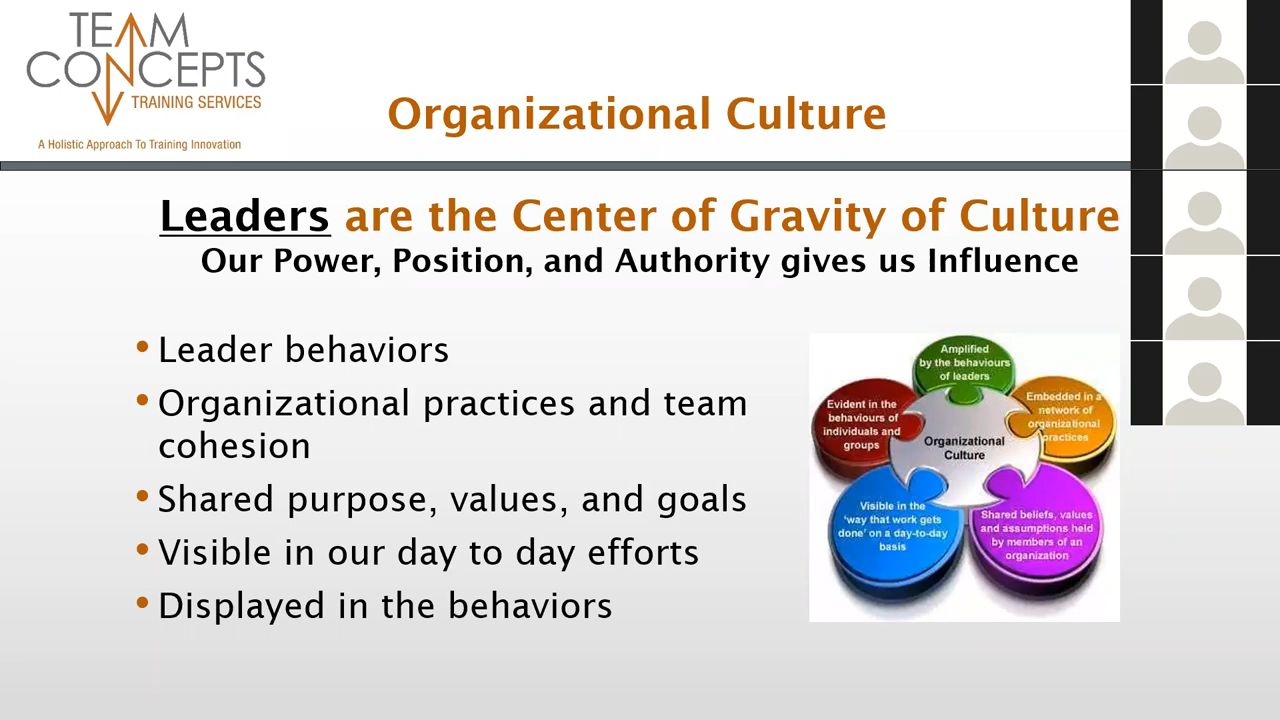 TEAM
CONCEPTS
TRAINING SERVICES
A Holistic Approach To Training Innovation
Organizational Culture
Leaders are the Center of Gravity of Culture
Our Power, Position, and Authority gives us Influence
• Leader behaviors
• Organizational practices and team
cohesion
• Shared purpose, values, and goals
• Visible in our day to day efforts
• Displayed in the behaviors
Amplified
by the behaviours
of leaders
Evident in the
behaviours of
individuals and
groups
Embedded in a
network of
organizational
practices
Organizational
Culture
Visible in the
'way that work gets
done' on a day-to-day
basis
Shared beliefs, values
and assumptions held
by members of an
organization